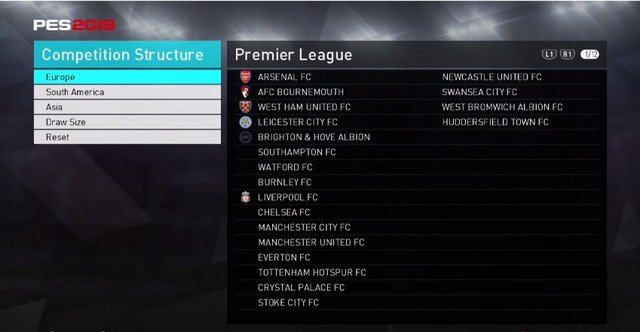 PES2018
Competition Structure
Europe
South America
Asia
Draw Size
Reset
Premier League
L1 R1 1/12
ARSENAL FC NEWCASTLE UNITED FC
AFC BOURNEMOUTH SWANSEA CITY FC
WEST HAM UNITED FC WEST BROMWICH ALBION FC
LEICESTER CITY FC HUDDERSFIELD TOWN FC
BRIGHTON & HOVE ALBION
SOUTHAMPTON FC
WATFORD FC
BURNLEY FC
LIVERPOOL FC
CHELSEA FC
MANCHESTER CITY FC
MANCHESTER UNITED FC
EVERTON FC
TOTTENHAM HOTSPUR FC
CRYSTAL PALACE FC
STOKE CITY FC